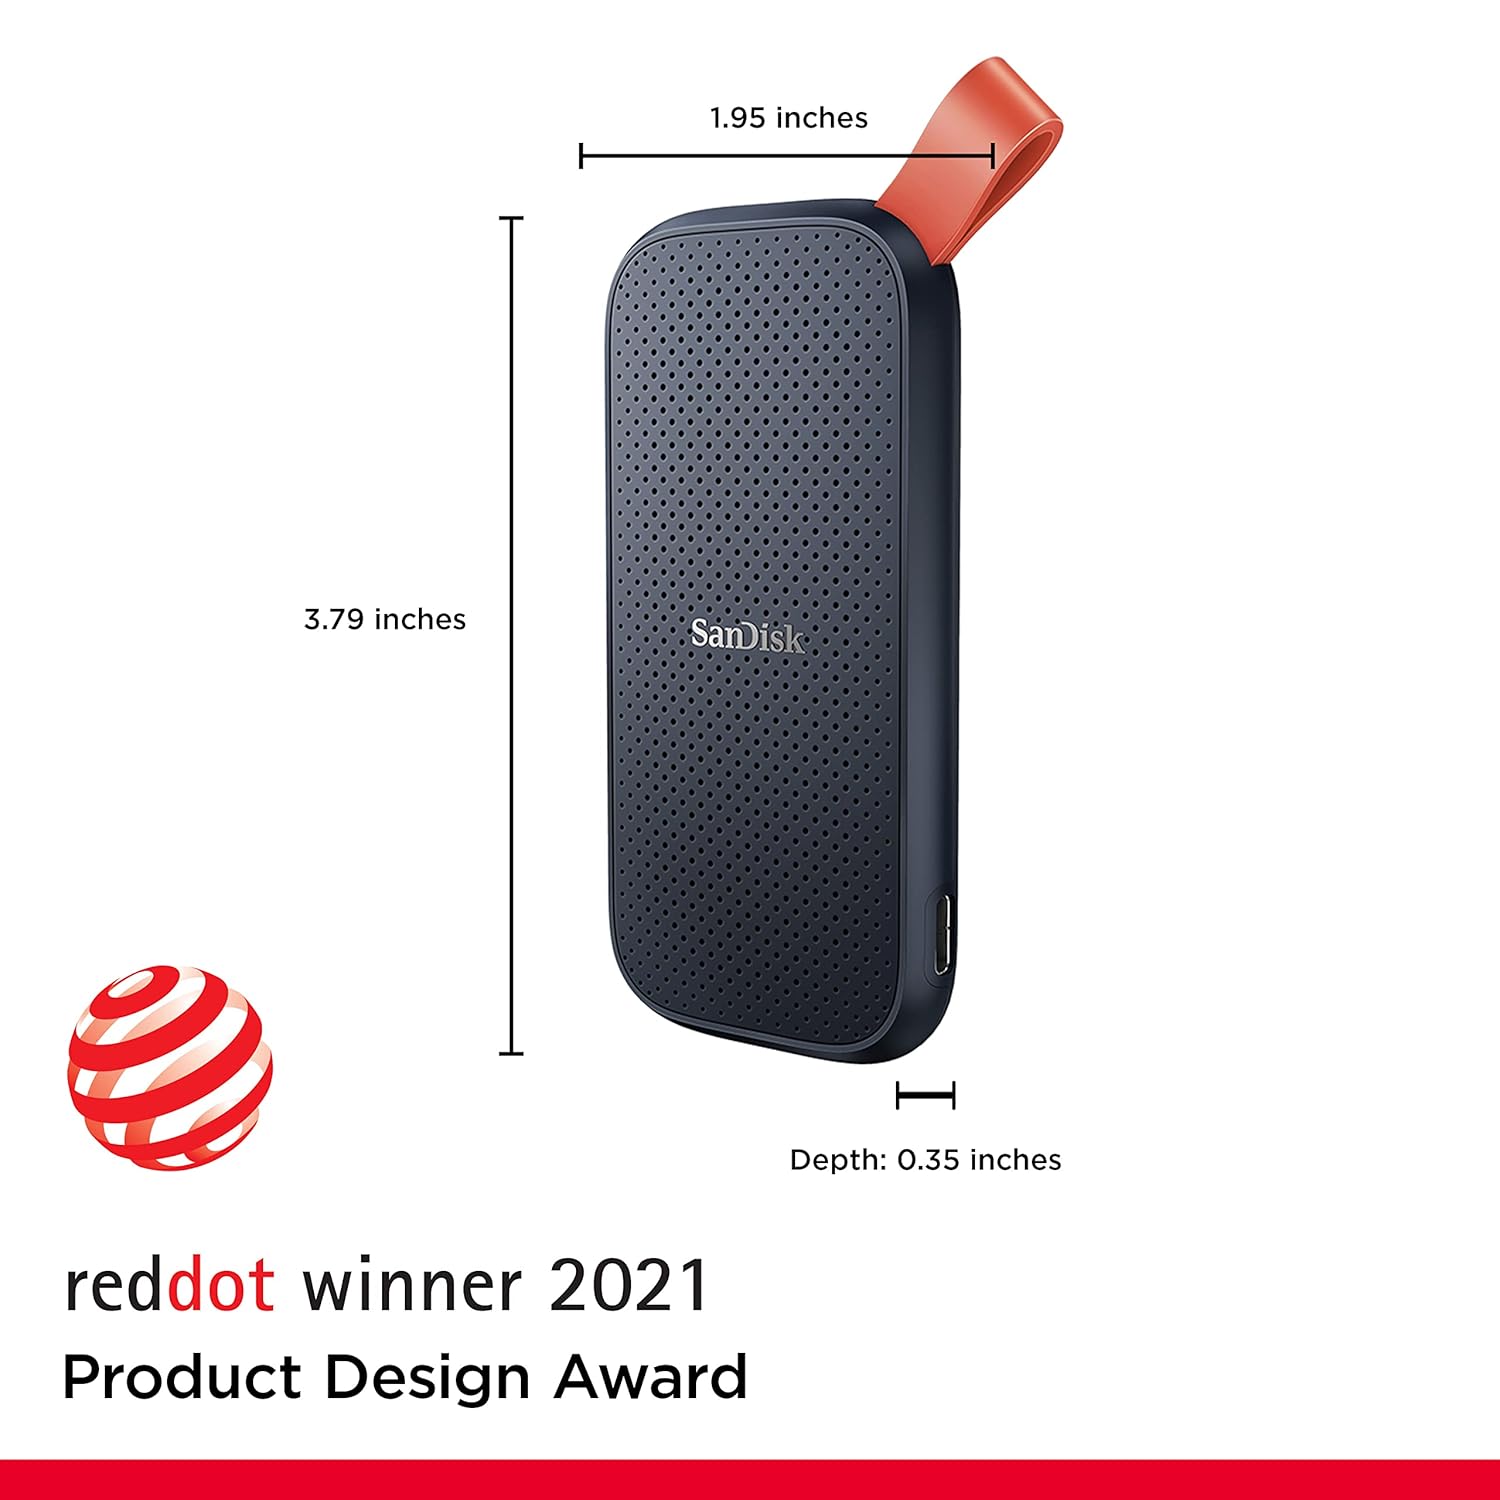 1.95 inches
3.79 inches
SanDisk
Depth: 0.35 inches
reddot winner 2021
Product Design Award